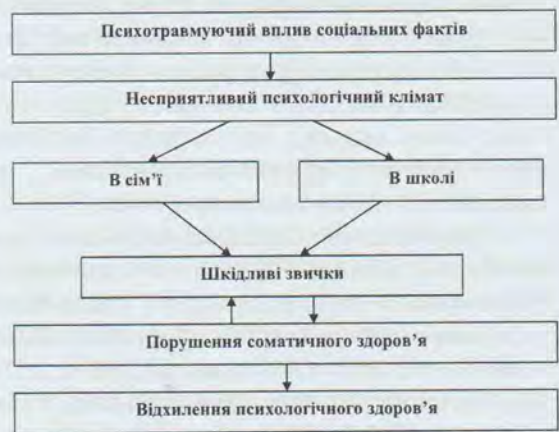 Психотравмуючий вплив соціальних фактів
Несприятливий психологічний клімат
В сім’ї
В школі
Шкідливі звички
Порушення соматичного здоров’я
Відхилення психологічного здоров’я